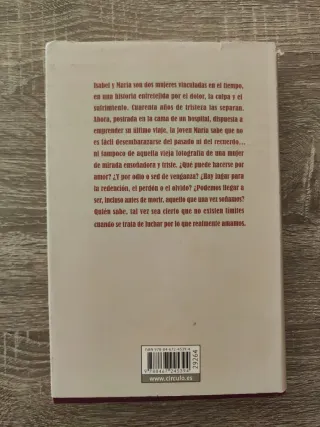 Isabel y María son dos mujeres vinculadas en el tiempo,
en una historia entretejida por el dolor, la culpa y el
sufrimiento. Cuarenta años de tristeza las separan.
Ahora, postrada en la cama de un hospital, dispuesta a
emprender su último viaje, la joven María sabe que no
es fácil desembarazarse del pasado ni del recuerdo...
ni tampoco de aquella vieja fotografía de una mujer
de mirada ensoñadora y triste. ¿Qué puede hacerse por
amor? ¿Y por odio o sed de venganza? ¿Hay lugar para
la redención, el perdón o el olvido? ¿Podemos llegar a
ser, incluso antes de morir, aquello que una vez soñamos?
Quién sabe, tal vez sea cierto que no existen límites
cuando se trata de luchar por lo que realmente amamos.
29264
www.circulo.es